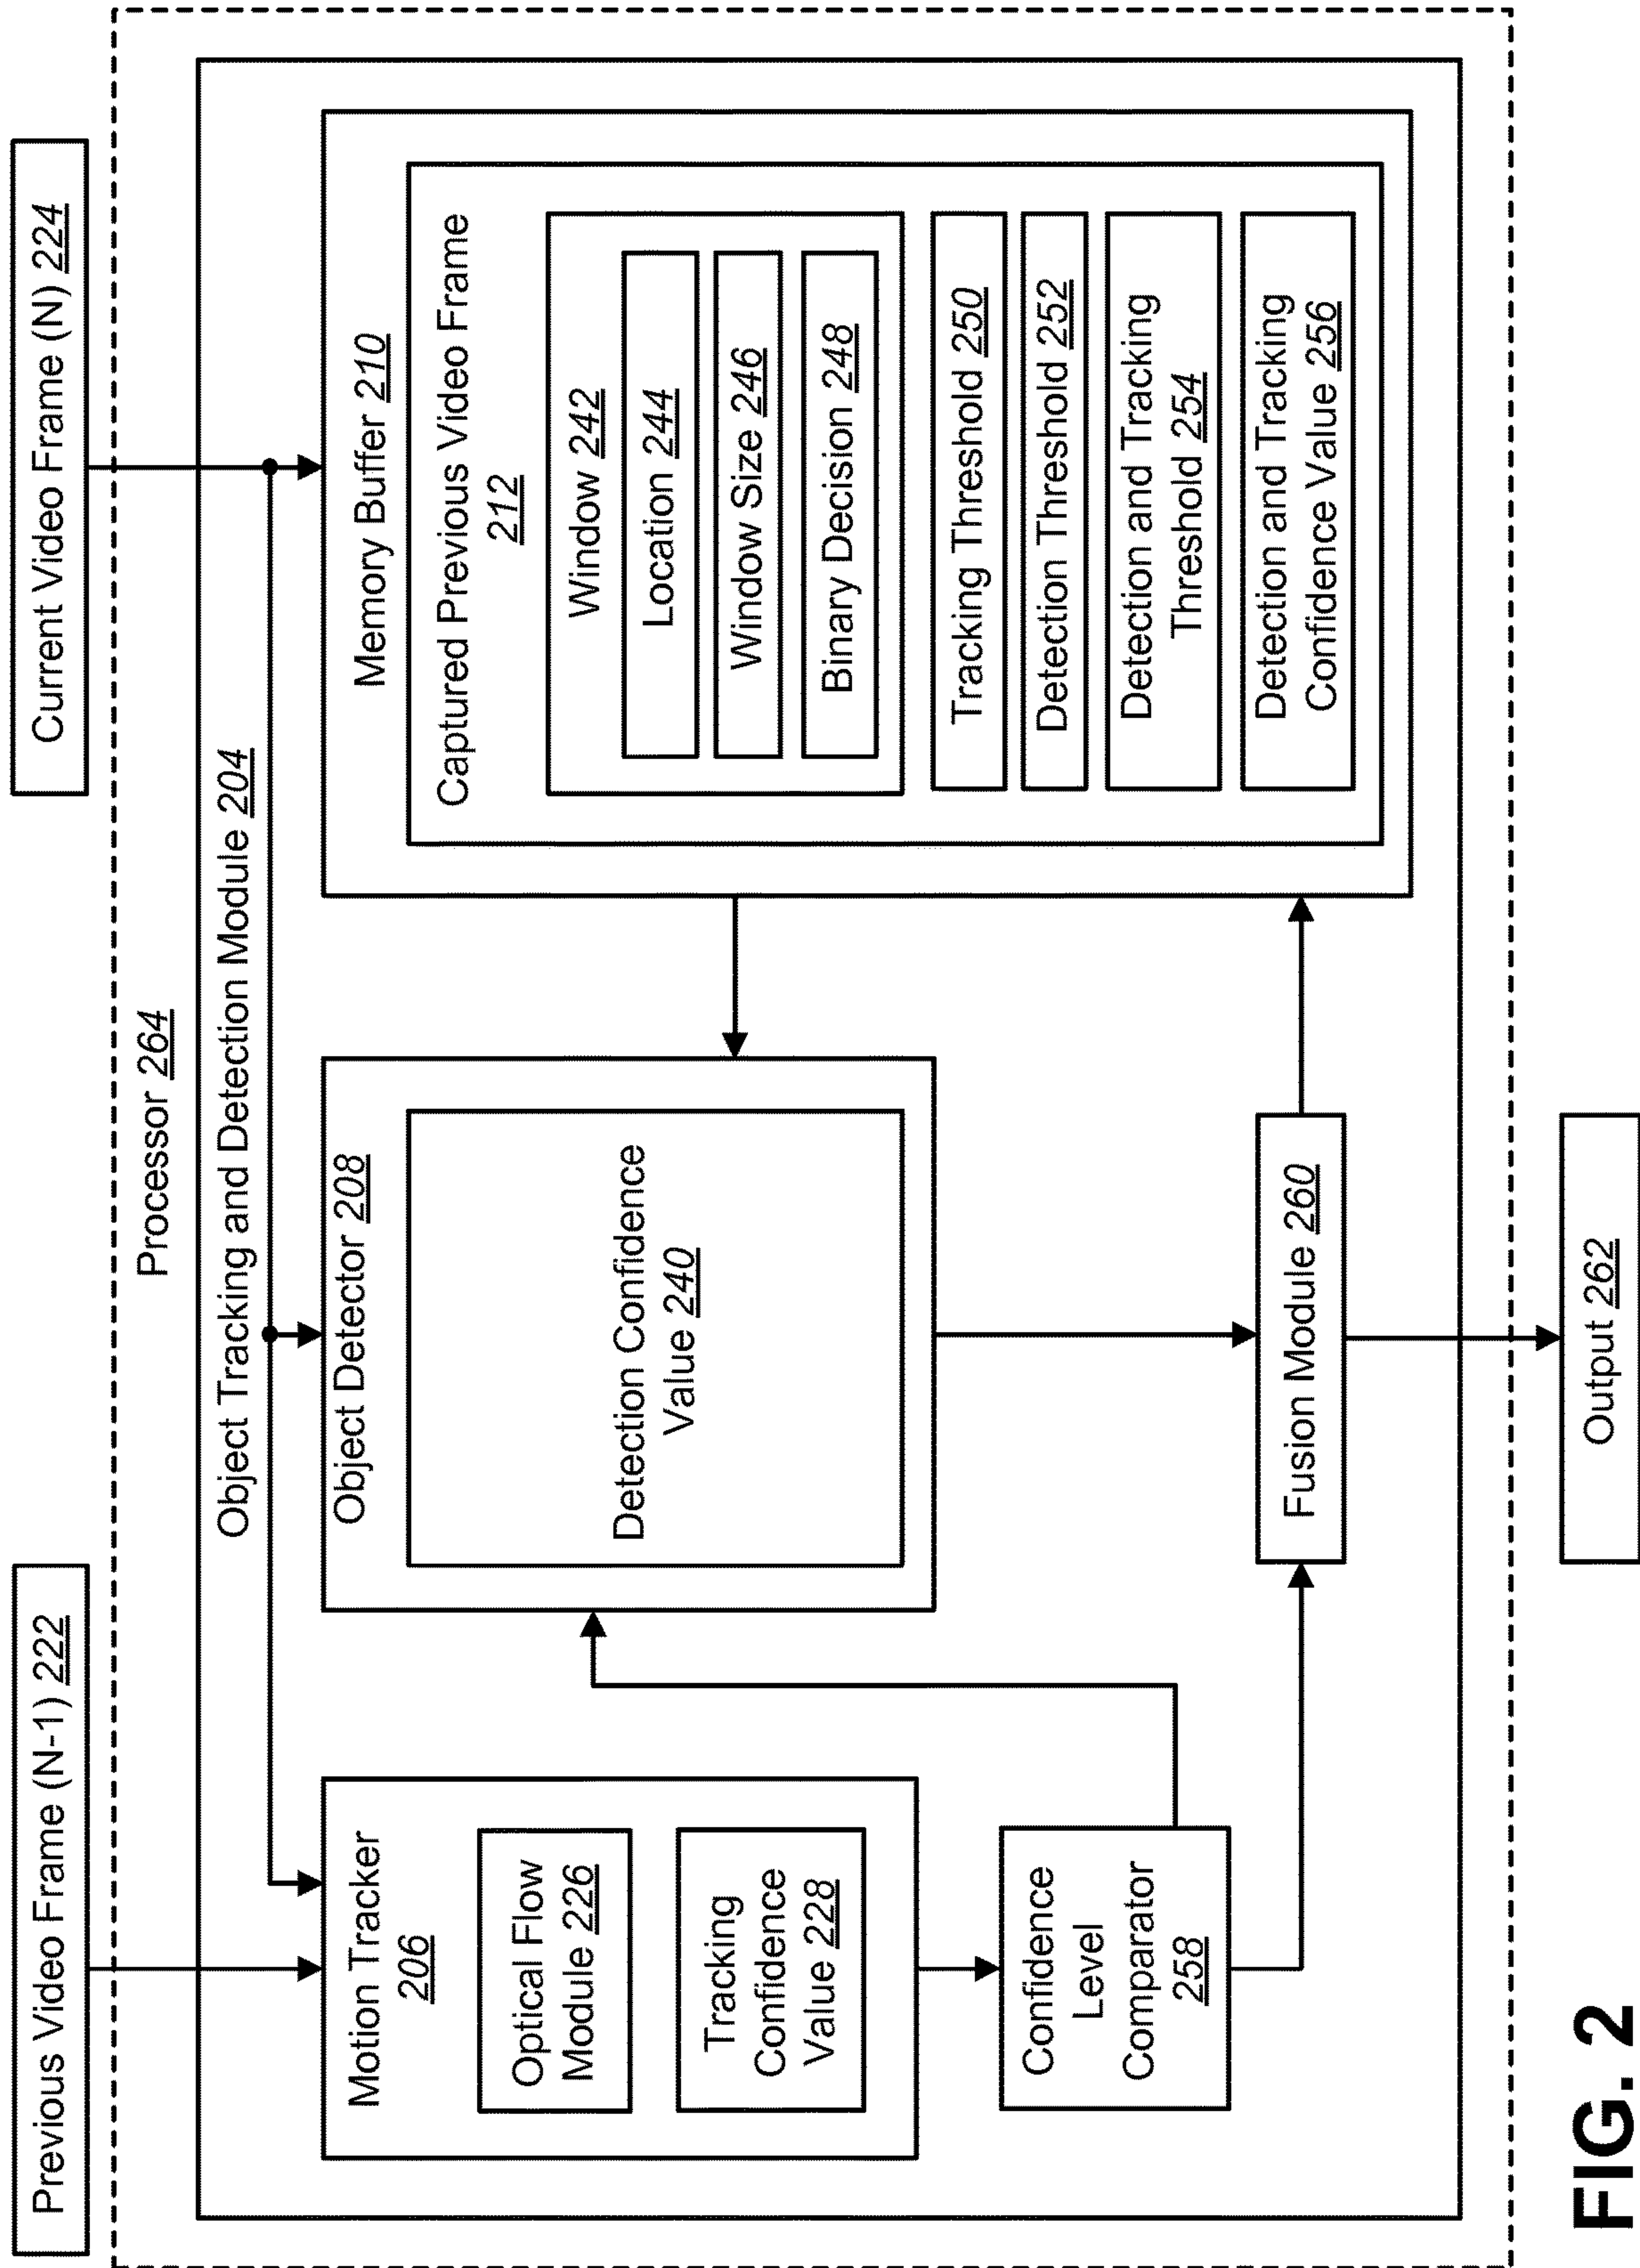 Previous Video Frame (N-1) 222
Current Video Frame (N) 224
Processor 264
Object Tracking and Detection Module 204
Motion Tracker
206
Optical Flow
Module 226
Tracking
Confidence
Value 228
Confidence
Level
Comparator
258
Object Detector 208
Detection Confidence
Value 240
Memory Buffer 210
Captured Previous Video Frame
212
Window 242
Location 244
Window Size 246
Binary Decision 248
Tracking Threshold 250
Detection Threshold 252
Detection and Tracking
Threshold 254
Detection and Tracking
Confidence Value 256
Fusion Module 260
Output 262
FIG. 2